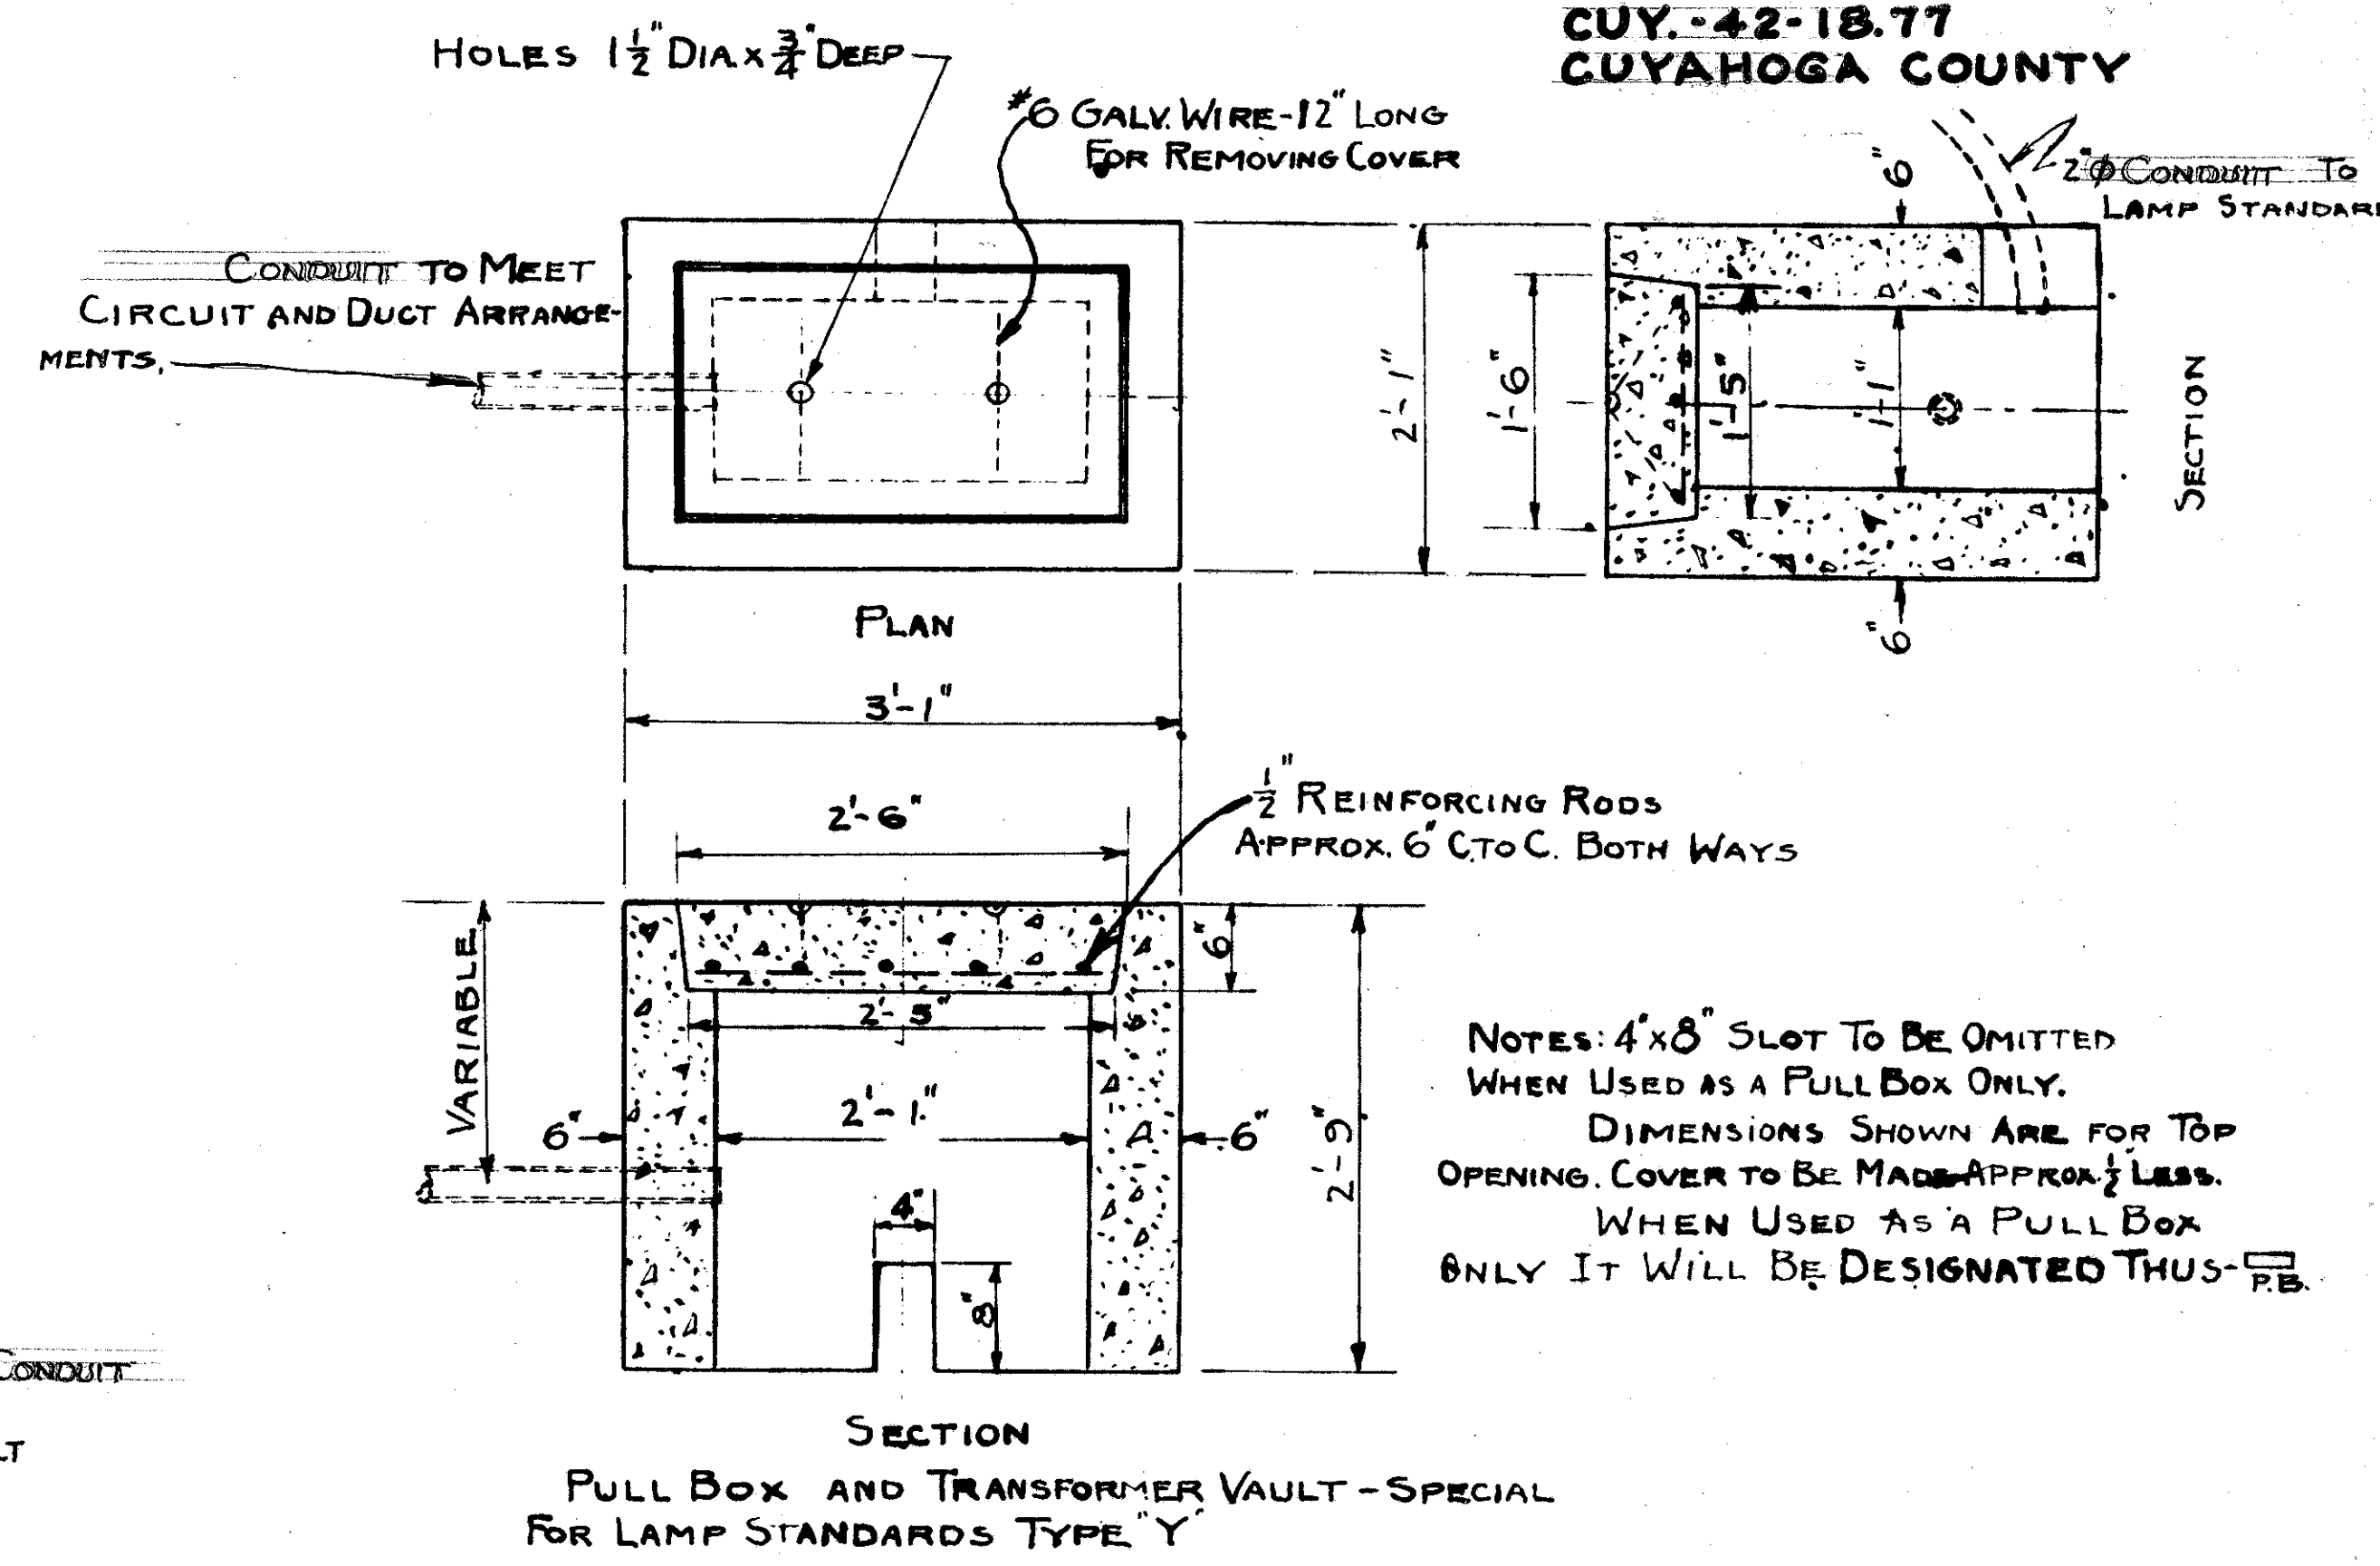 CUY.-42-18.77
CUYAHOGA COUNTY
HOLES 1 1/2" DIA. x 3/4" DEEP
#6 GALV. WIRE-12" LONG
FOR REMOVING COVER
2"φ CONDUIT TO
LAMP STANDAR
CONDUIT TO MEET
CIRCUIT AND DUCT ARRANGE-
MENTS.
6"
2'-1"
1'-6"
1'-5"
1'-1"
SECTION
6"
PLAN
3'-1"
2'-6"
1/2" REINFORCING RODS
APPROX. 6" C. TO C. BOTH WAYS
VARIABLE
6"
2'-5"
2'-1"
6"
6"
2'-9"
4"
8"
NOTES: 4"x8" SLOT TO BE OMITTED
WHEN USED AS A PULL BOX ONLY.
DIMENSIONS SHOWN ARE FOR TOP
OPENING. COVER TO BE MADE APPROX. 1/2" LESS.
WHEN USED AS A PULL BOX
ONLY IT WILL BE DESIGNATED THUS-
P.B.
CONDUIT
LT
SECTION
PULL BOX AND TRANSFORMER VAULT-SPECIAL
FOR LAMP STANDARDS TYPE "Y"